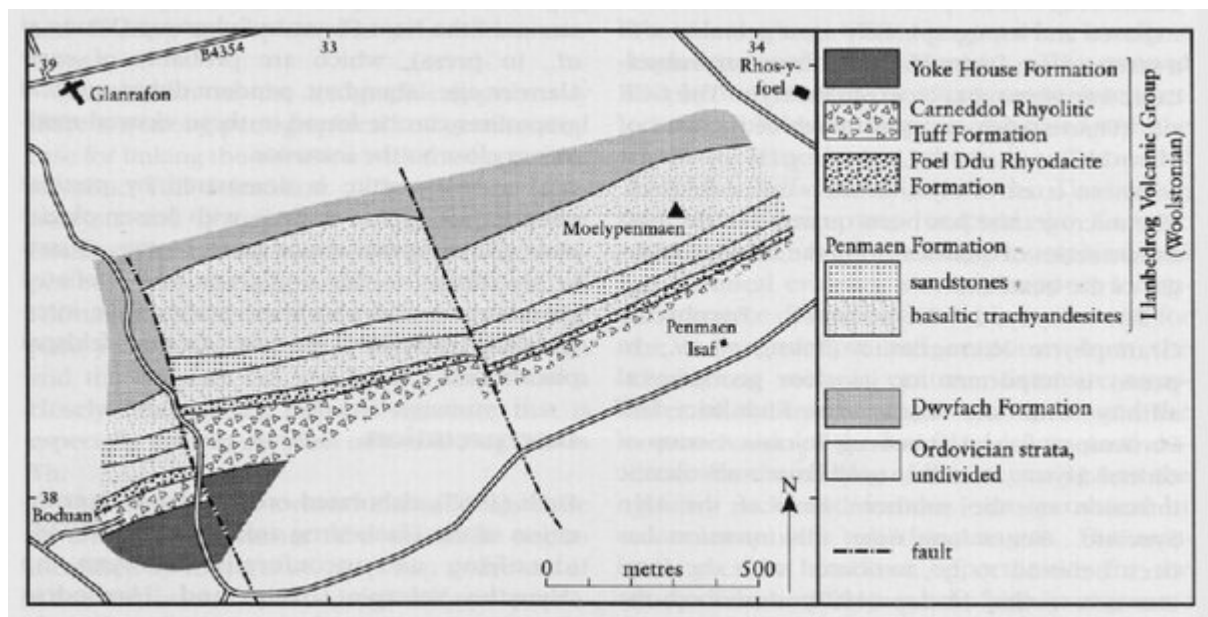 39
B4354
33
34
Glanrafon
Rhos-y-
foel
Moelypenmaen
Penmaen
Isaf
38
Boduan
N
0 metres 500
Yoke House Formation
Carneddol Rhyolitic
Tuff Formation
Foel Ddu Rhyodacite
Formation
Penmaen Formation
sandstones
basaltic trachyandesites
Llanbedrog Volcanic Group
(Woolstonian)
Dwyfach Formation
Ordovician strata,
undivided
fault